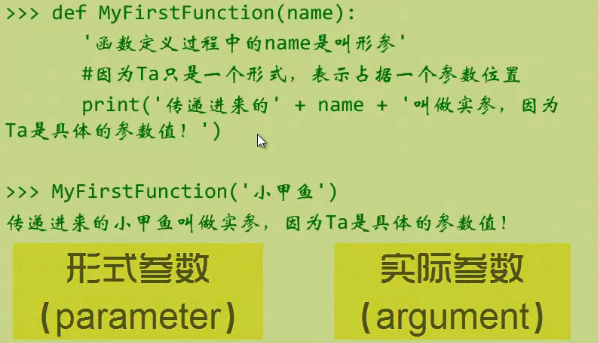 >>> def MyFirstFunction(name):
'函数定义过程中的name是叫形参'
#因为Ta只是一个形式，表示占据一个参数位置
print('传递进来的' + name + '叫做实参，因为
Ta是具体的参数值！')
>>> MyFirstFunction('小甲鱼')
传递进来的小甲鱼叫做实参，因为Ta是具体的参数值！
形式参数
(parameter)
实际参数
(argument)